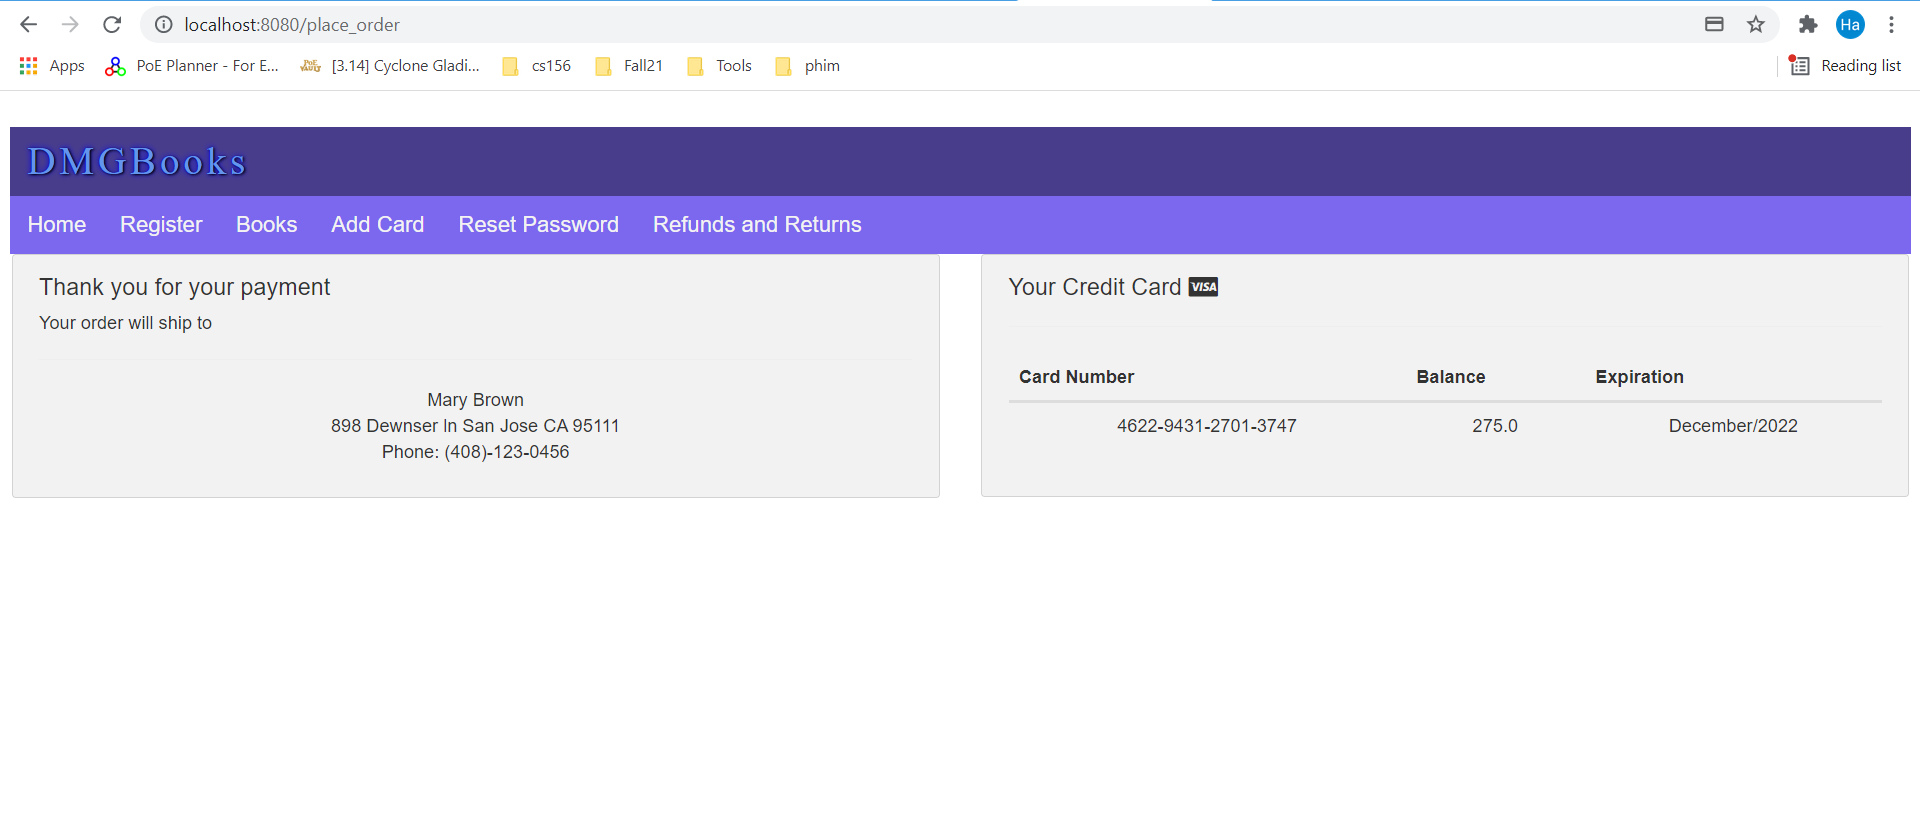 localhost:8080/place_order
Ha
Apps PoE Planner - For E... POE VAULT [3.14] Cyclone Gladi... cs156 Fall21 Tools phim Reading list
DMGBooks
Home Register Books Add Card Reset Password Refunds and Returns
Thank you for your payment
Your order will ship to
Mary Brown
898 Dewnser ln San Jose CA 95111
Phone: (408)-123-0456
Your Credit Card VISA
Card Number Balance Expiration
4622-9431-2701-3747 275.0 December/2022